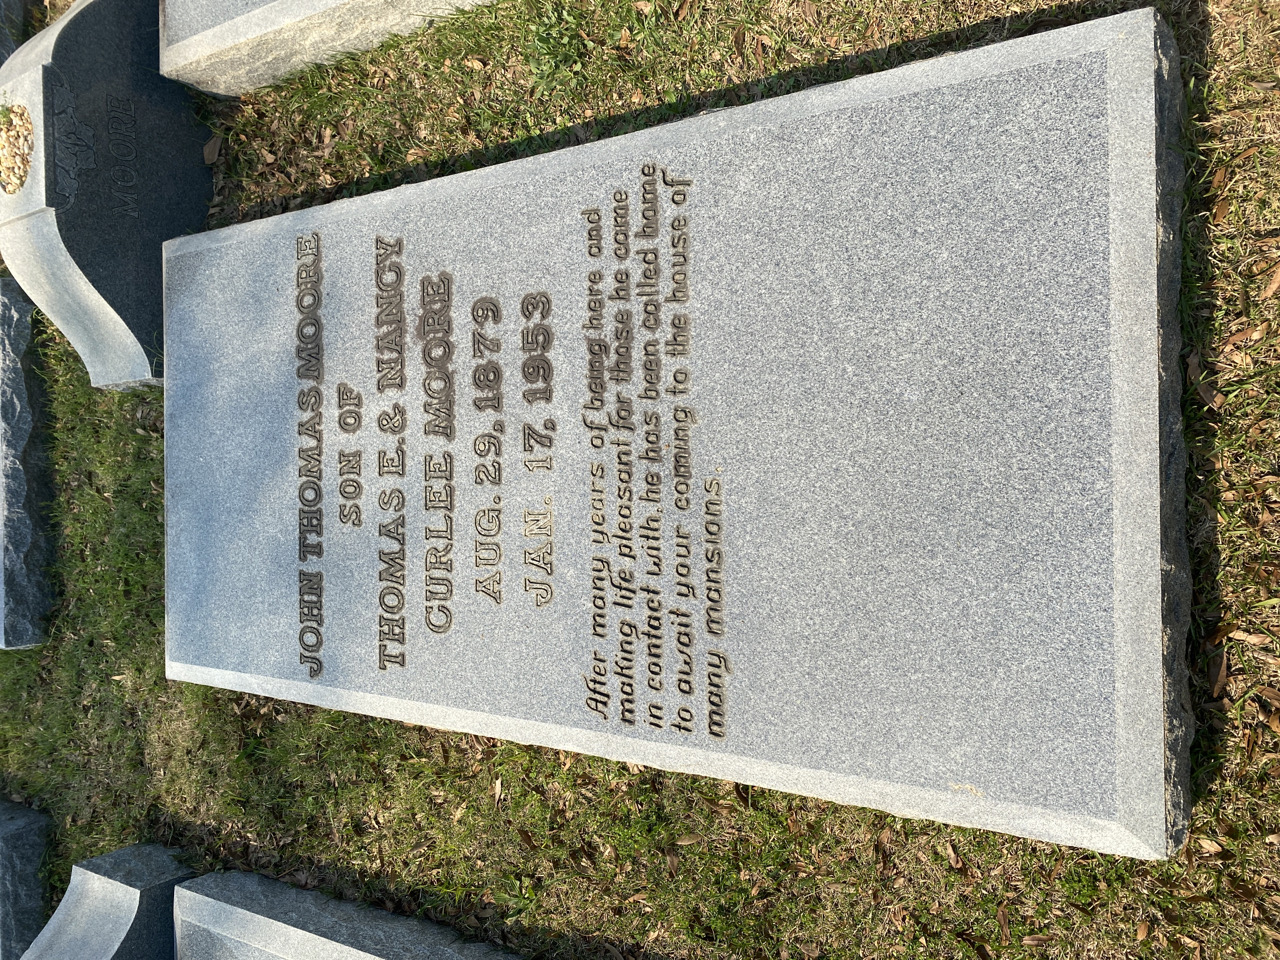 MOORE
JOHN THOMAS MOORE
SON OF
THOMAS E. & NANCY
CURLEE MOORE
AUG. 29, 1879
JAN. 17, 1953
After many years of being here and
making life pleasant for those he came
in contact with, he has been called home
to await your coming to the house of
many mansions.